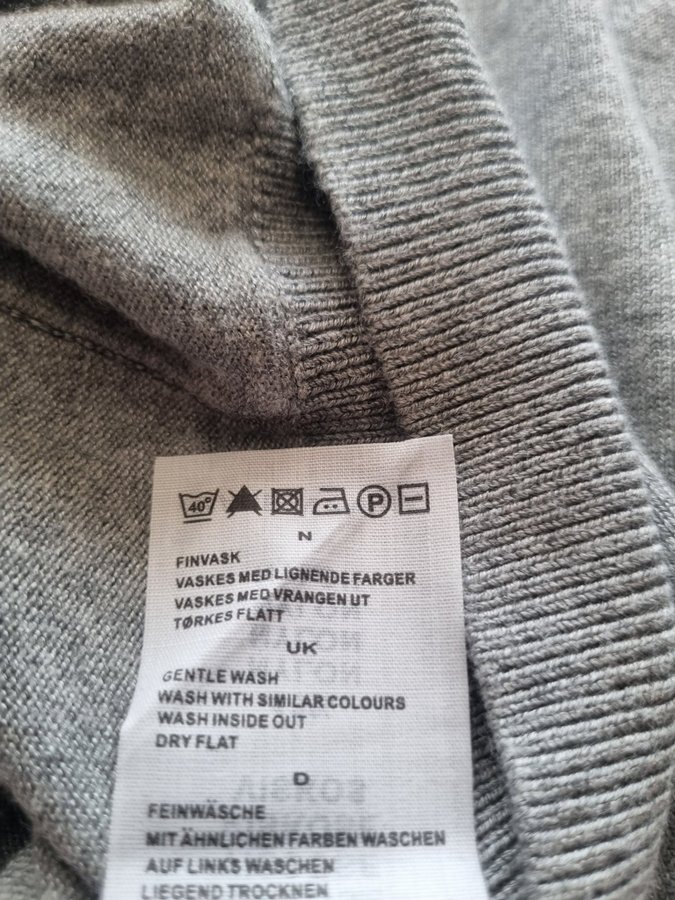 40°
P
N
FINVASK
VASKES MED LIGNENDE FARGER
VASKES MED VRANGEN UT
TØRKES FLATT
UK
GENTLE WASH
WASH WITH SIMILAR COLOURS
WASH INSIDE OUT
DRY FLAT
D
FEINWÄSCHE
MIT ÄHNLICHEN FARBEN WASCHEN
AUF LINKS WASCHEN
LIEGEND TROCKNEN